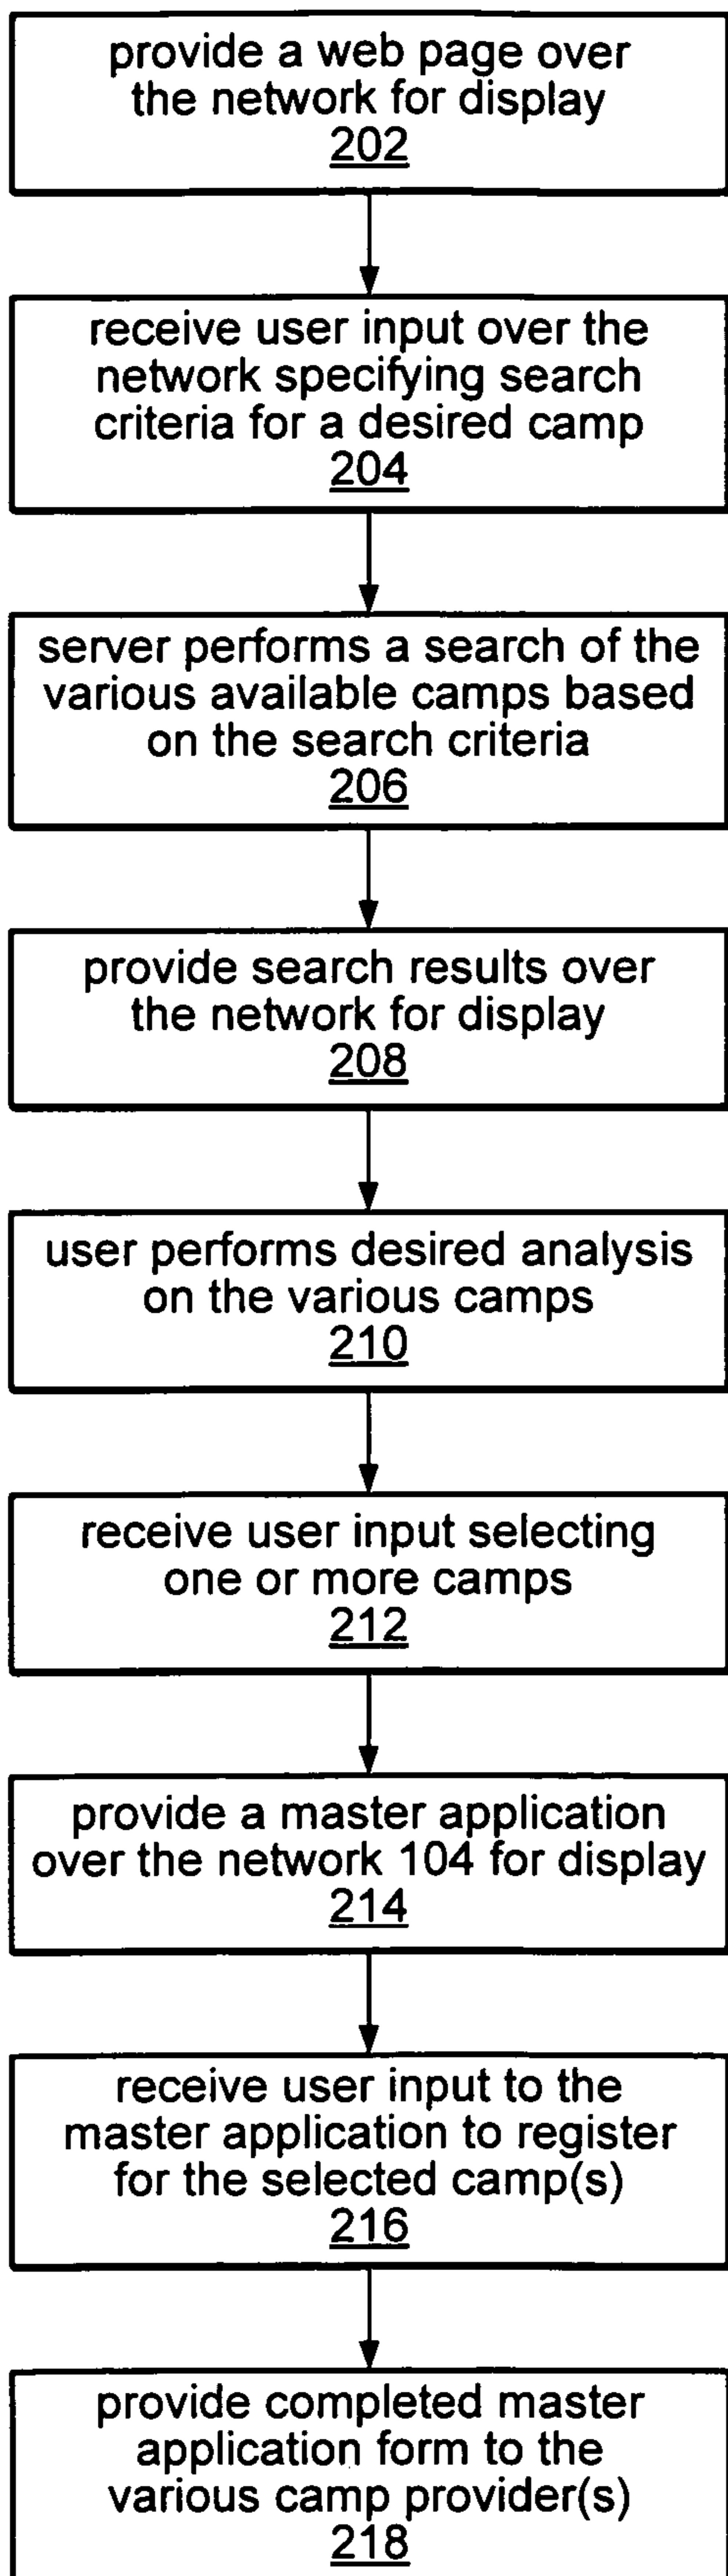 provide a web page over
the network for display
202
receive user input over the
network specifying search
criteria for a desired camp
204
server performs a search of the
various available camps based
on the search criteria
206
provide search results over
the network for display
208
user performs desired analysis
on the various camps
210
receive user input selecting
one or more camps
212
provide a master application
over the network 104 for display
214
receive user input to the
master application to register
for the selected camp(s)
216
provide completed master
application form to the
various camp provider(s)
218